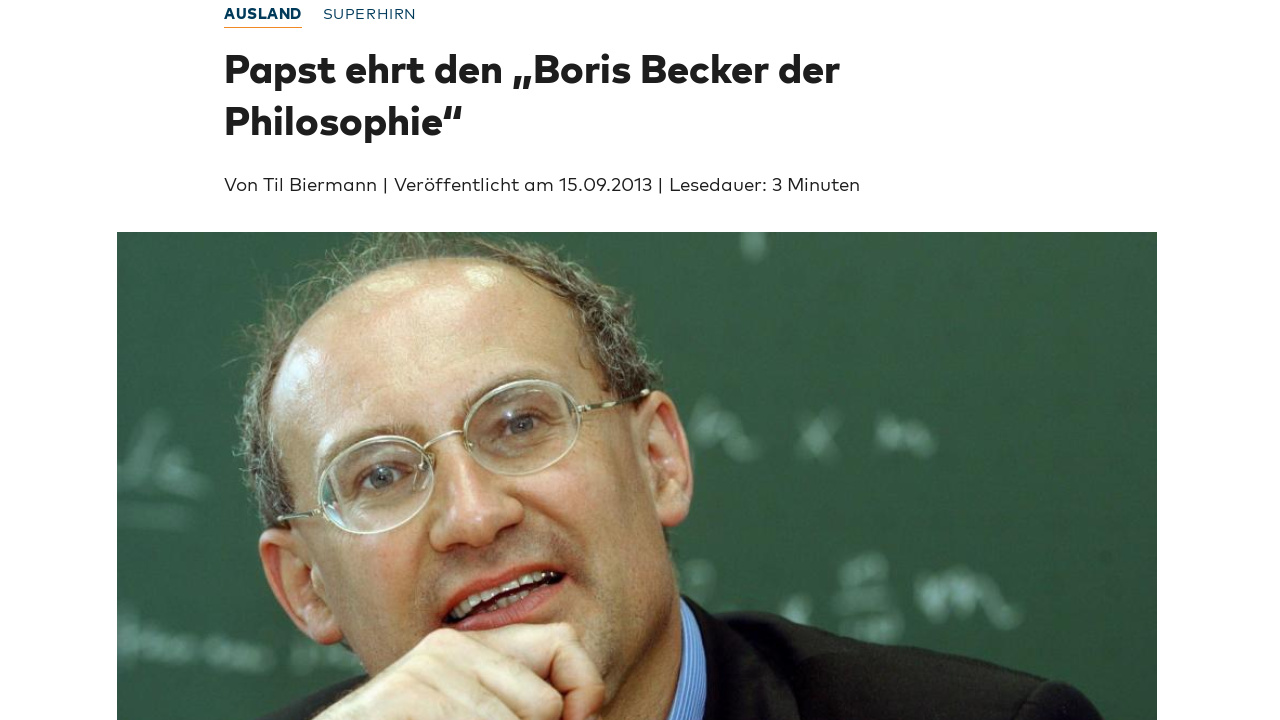 AUSLAND SUPERHIRN
Papst ehrt den „Boris Becker der
Philosophie“
Von Til Biermann | Veröffentlicht am 15.09.2013 | Lesedauer: 3 Minuten